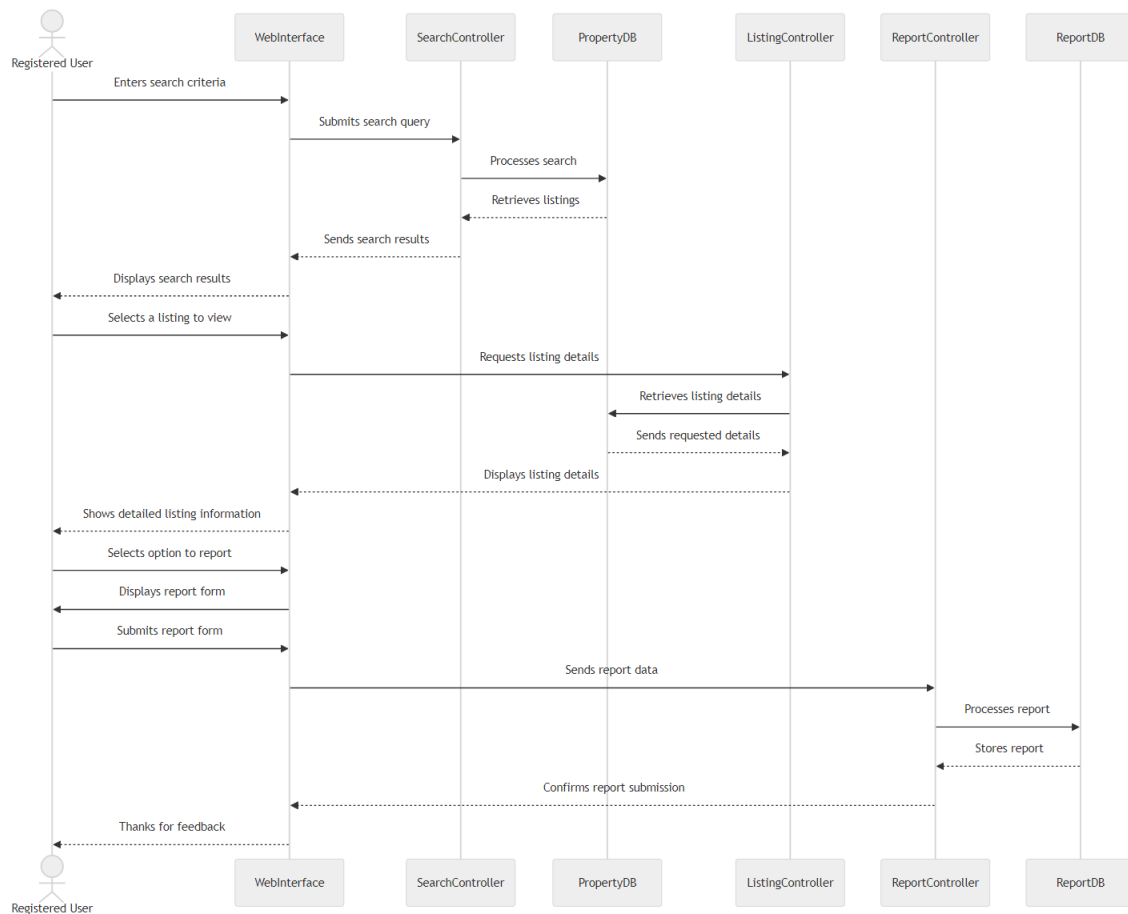 WebInterface
SearchController
PropertyDB
ListingController
ReportController
ReportDB
Registered User
Enters search criteria
Submits search query
Processes search
Retrieves listings
Sends search results
Displays search results
Selects a listing to view
Requests listing details
Retrieves listing details
Sends requested details
Displays listing details
Shows detailed listing information
Selects option to report
Displays report form
Submits report form
Sends report data
Processes report
Stores report
Confirms report submission
Thanks for feedback
WebInterface
SearchController
PropertyDB
ListingController
ReportController
ReportDB
Registered User